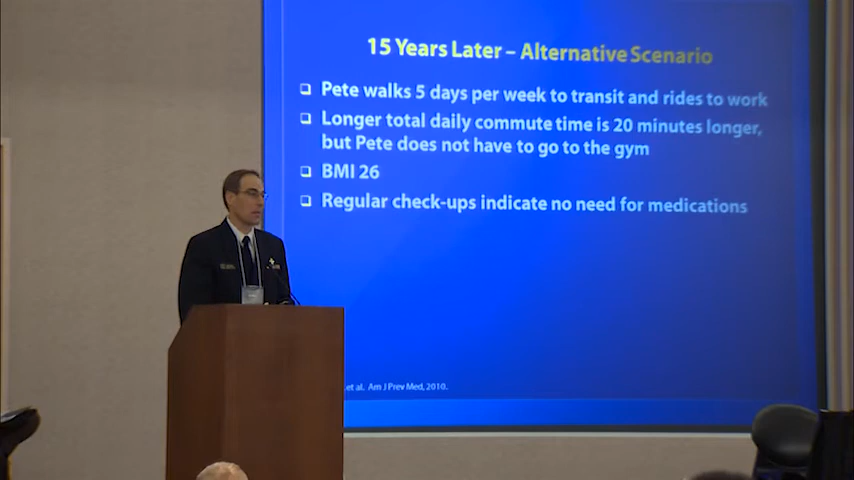 15 Years Later – Alternative Scenario
❑ Pete walks 5 days per week to transit and rides to work
❑ Longer total daily commute time is 20 minutes longer,
but Pete does not have to go to the gym
❑ BMI 26
❑ Regular check-ups indicate no need for medications
et al. Am J Prev Med, 2010.